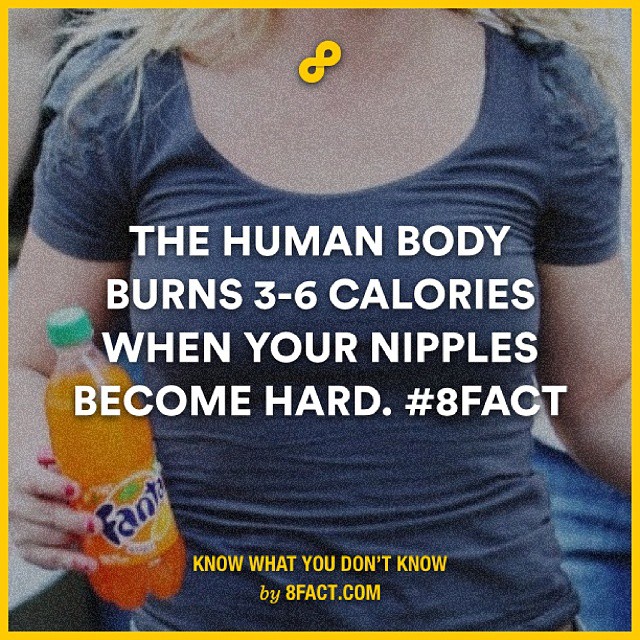 THE HUMAN BODY
BURNS 3-6 CALORIES
WHEN YOUR NIPPLES
BECOME HARD. #8FACT
Fanta
KNOW WHAT YOU DON'T KNOW
by 8FACT.COM